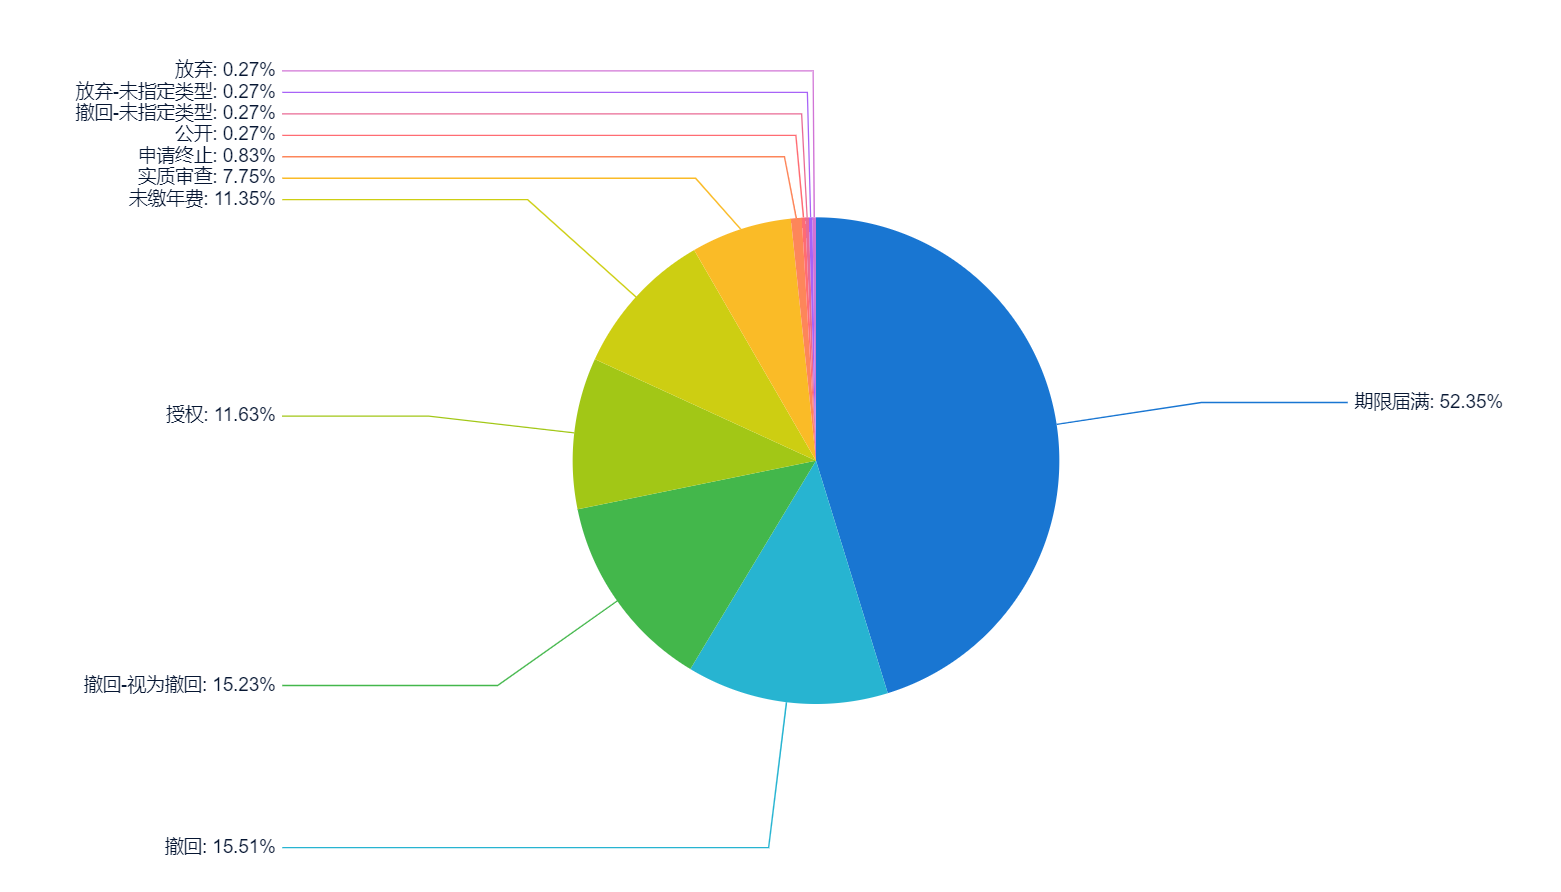 放弃: 0.27%
放弃-未指定类型: 0.27%
撤回-未指定类型: 0.27%
公开: 0.27%
申请终止: 0.83%
实质审查: 7.75%
未缴年费: 11.35%
期限届满: 52.35%
授权: 11.63%
撤回-视为撤回: 15.23%
撤回: 15.51%